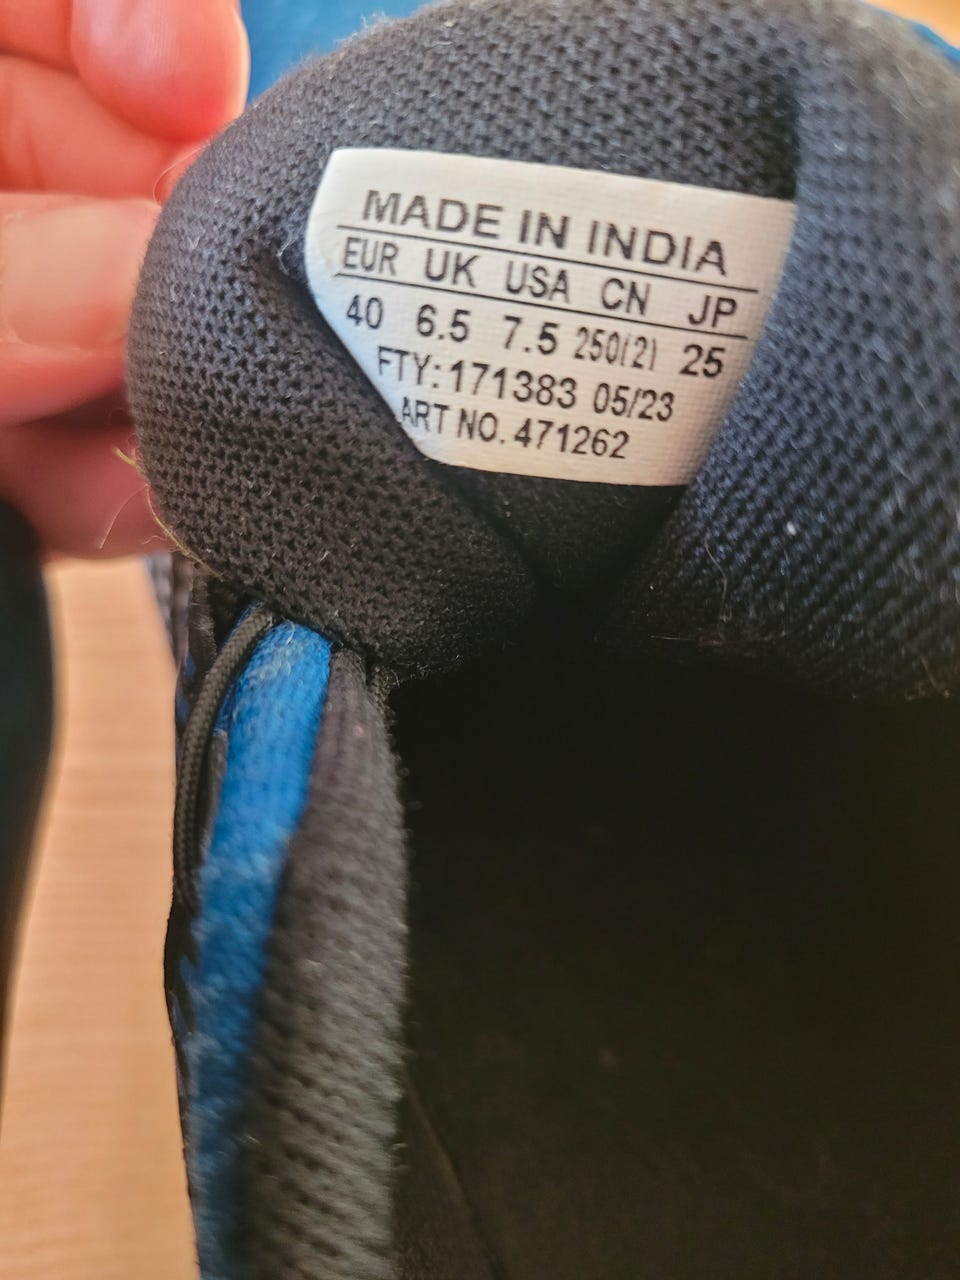 MADE IN INDIA
EUR UK USA CN JP
40 6.5 7.5 250(2) 25
FTY: 171383 05/23
ART NO. 471262